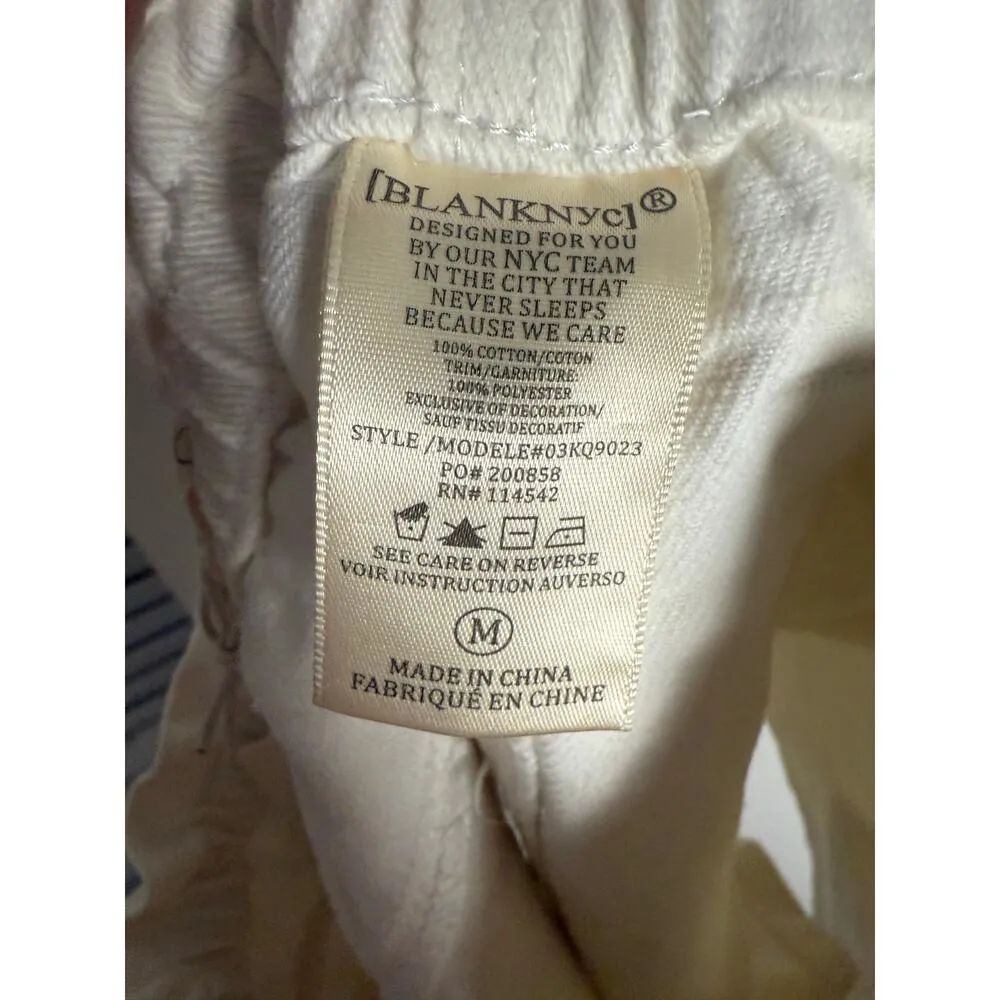 [BLANKNYC]®
DESIGNED FOR YOU
BY OUR NYC TEAM
IN THE CITY THAT
NEVER SLEEPS
BECAUSE WE CARE
100% COTTON/COTON
TRIM/GARNITURE:
100% POLYESTER
EXCLUSIVE OF DECORATION/
SAUF TISSU DECORATIF
STYLE /MODELE#03KQ9023
PO# 200858
RN# 114542
SEE CARE ON REVERSE
VOIR INSTRUCTION AUVERSO
M
MADE IN CHINA
FABRIQUÉ EN CHINE